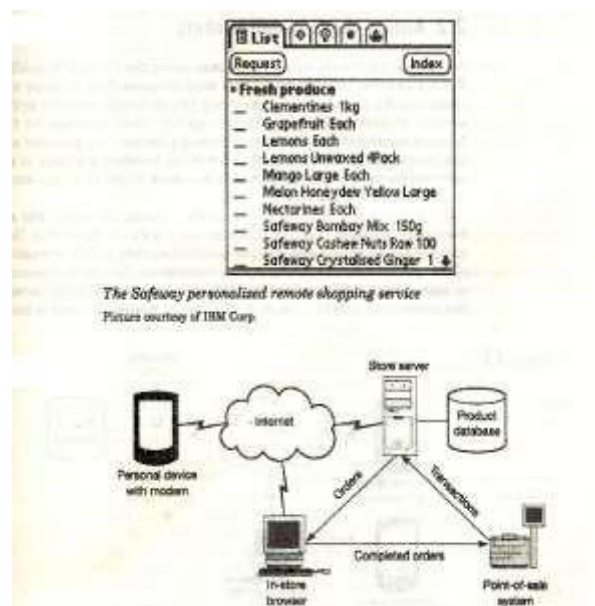 List
Request Index
Fresh produce
Clementines 1kg
Grapefruit Each
Lemons Each
Lemons Unwaxed 4Pack
Mango Large Each
Melon Honeydew Yellow Large
Nectarines Each
Safeway Bombay Mix 150g
Safeway Cashew Nuts Raw 100
Safeway Crystalised Ginger 1
The Safeway personalized remote shopping service
Picture courtesy of IBM Corp.
Store server
Internet
Product
database
Personal device
with modem
Orders
Transactions
Completed orders
In-store
browser
Point-of-sale
system